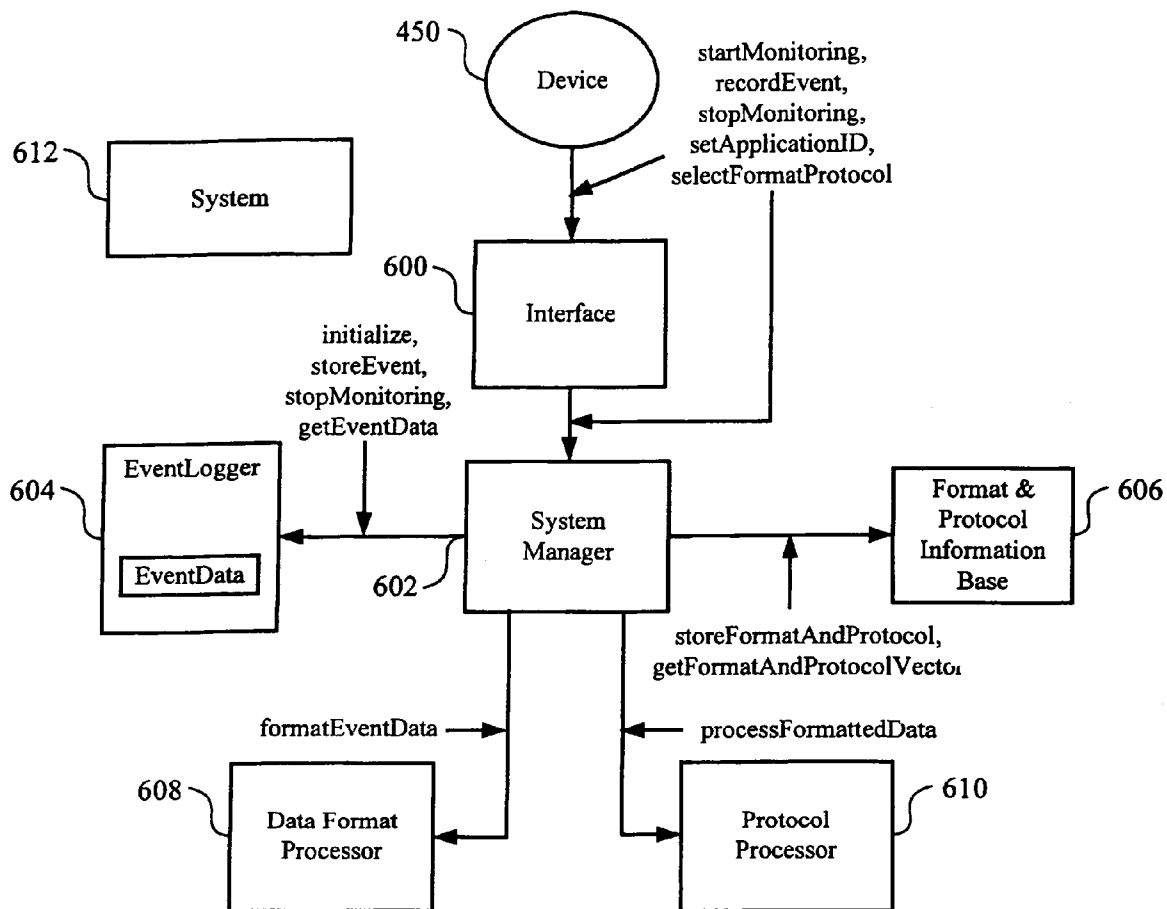 450
Device
startMonitoring,
recordEvent,
stopMonitoring,
setApplicationID,
selectFormatProtocol
612
System
600
Interface
initialize,
storeEvent,
stopMonitoring,
getEventData
604
EventLogger
EventData
602
System
Manager
Format &
Protocol
Information
Base
606
storeFormatAndProtocol,
getFormatAndProtocolVector
formatEventData
processFormattedData
608
Data Format
Processor
Protocol
Processor
610